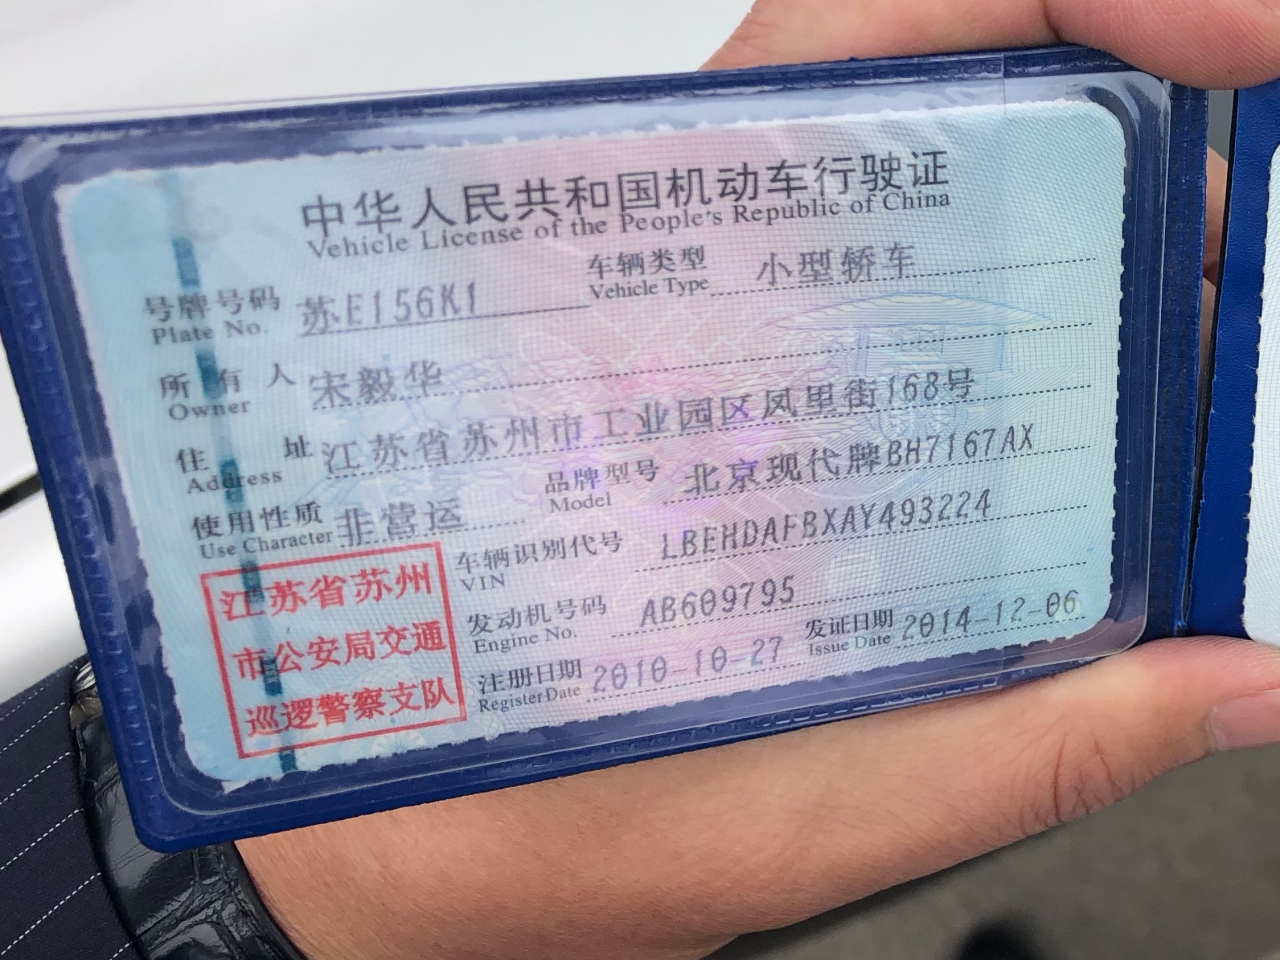 中华人民共和国机动车行驶证
Vehicle License of the People's Republic of China
号牌号码 苏E156K1 车辆类型 小型轿车
Plate No. Vehicle Type
所有人 宋毅华
Owner
住址 江苏省苏州市工业园区凤里街168号
Address
使用性质 非营运 品牌型号 北京现代牌BH7167AX
Use Character Model
车辆识别代号 LBEHDAFBXAY493224
VIN
发动机号码 AB609795
Engine No.
注册日期 2010-10-27 发证日期 2014-12-06
Register Date Issue Date
江苏省苏州
市公安局交通
巡逻警察支队